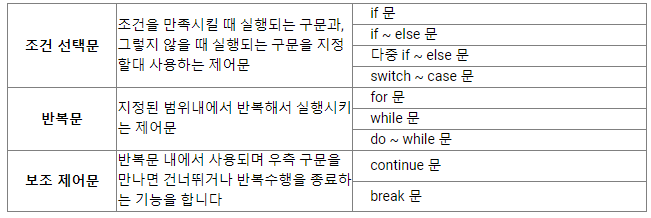 조건 선택문
조건을 만족시킬 때 실행되는 구문과,
그렇지 않을 때 실행되는 구문을 지정
할대 사용하는 제어문
if 문
if ~ else 문
다중 if ~ else 문
switch ~ case 문
반복문
지정된 범위내에서 반복해서 실행시키
는 제어문
for 문
while 문
do ~ while 문
보조 제어문
반복문 내에서 사용되며 우측 구문을
만나면 건너뛰거나 반복수행을 종료하
는 기능을 합니다
continue 문
break 문